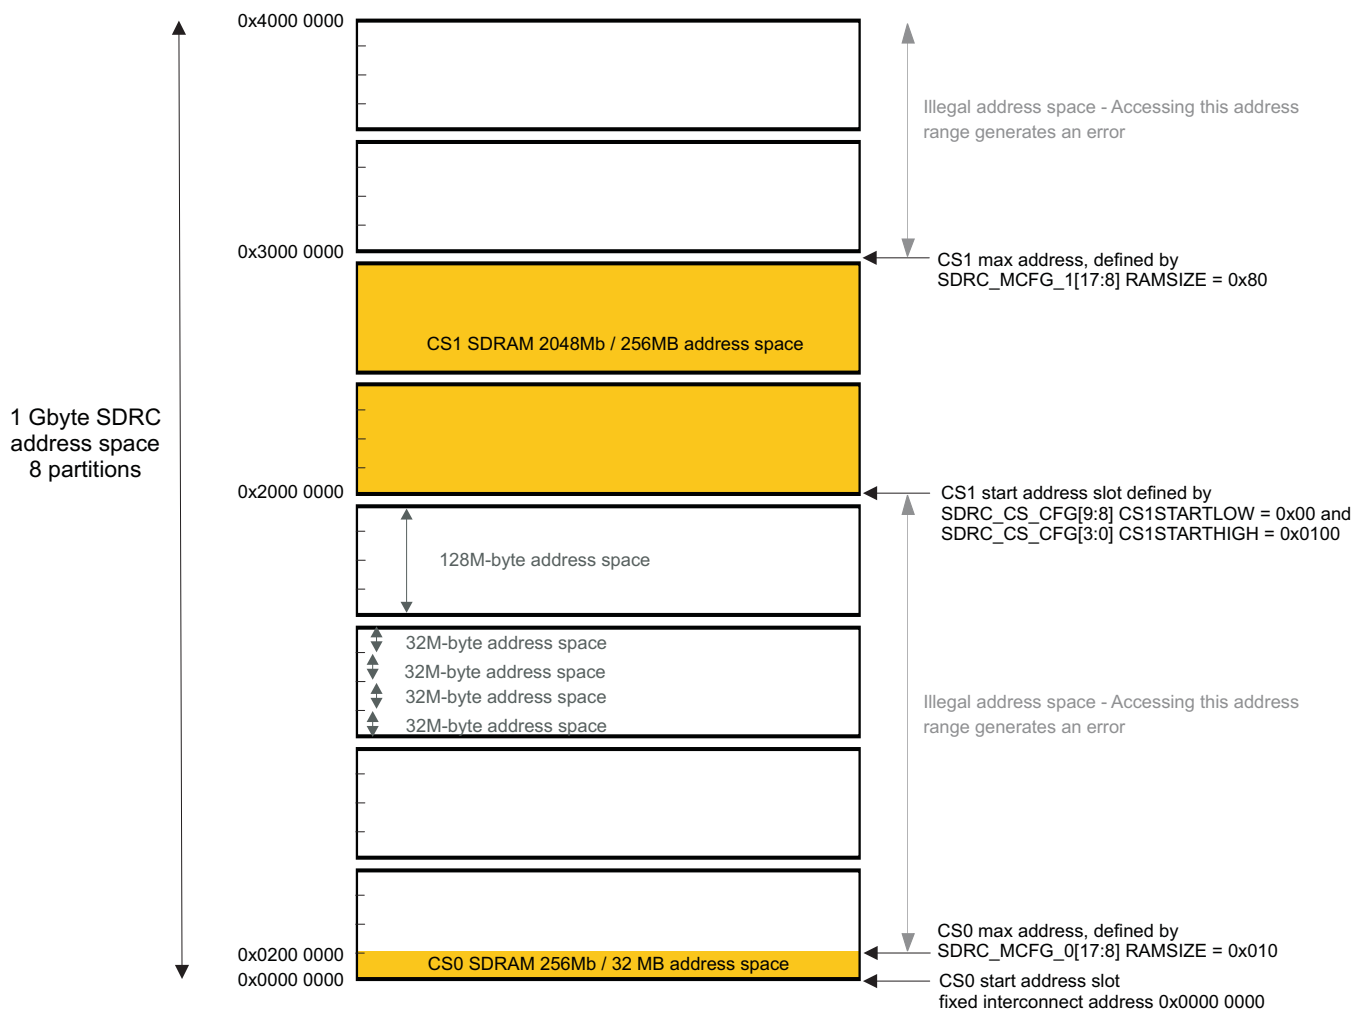 0x4000 0000
Illegal address space - Accessing this address
range generates an error
0x3000 0000
CS1 max address, defined by
SDRC_MCFG_1[17:8] RAMSIZE = 0x80
CS1 SDRAM 2048Mb / 256MB address space
1 Gbyte SDRC
address space
8 partitions
0x2000 0000
CS1 start address slot defined by
SDRC_CS_CFG[9:8] CS1STARTLOW = 0x00 and
SDRC_CS_CFG[3:0] CS1STARTHIGH = 0x0100
128M-byte address space
32M-byte address space
32M-byte address space
32M-byte address space
32M-byte address space
Illegal address space - Accessing this address
range generates an error
CS0 max address, defined by
SDRC_MCFG_0[17:8] RAMSIZE = 0x010
0x0200 0000
CS0 SDRAM 256Mb / 32 MB address space
0x0000 0000
CS0 start address slot
fixed interconnect address 0x0000 0000